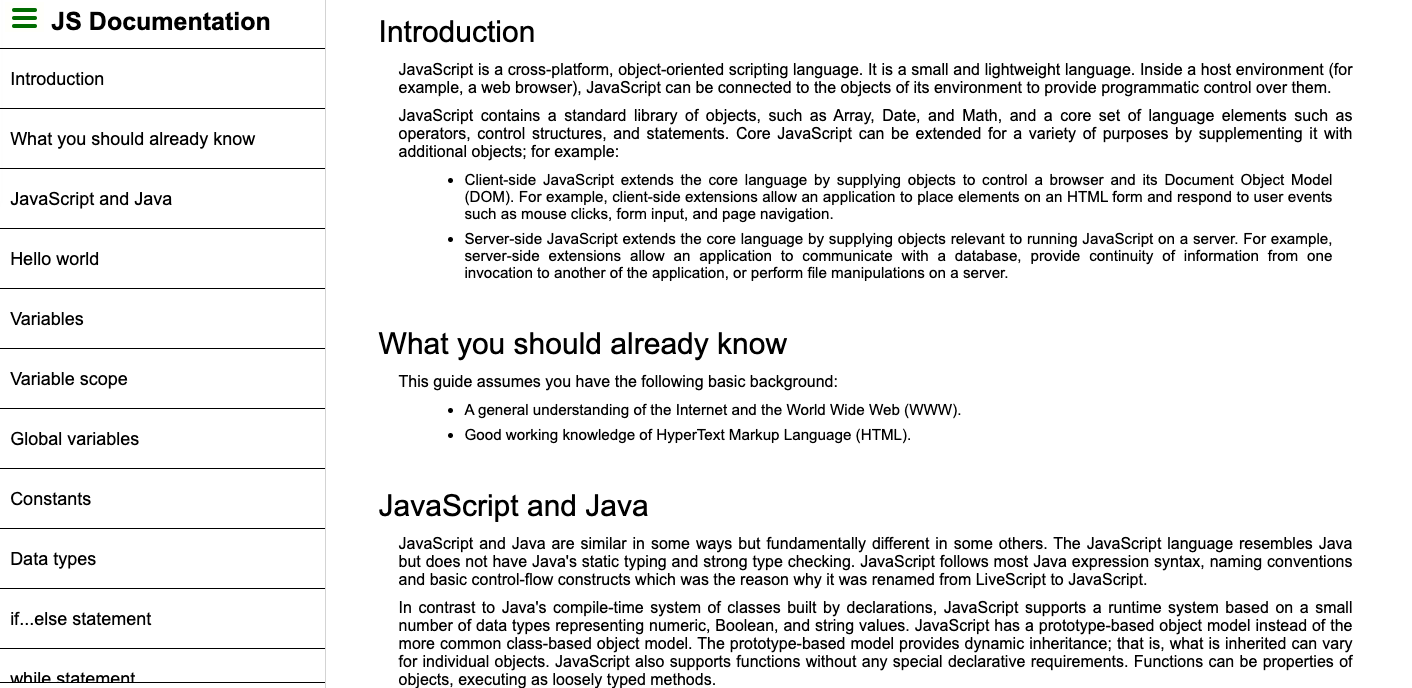 JS Documentation
Introduction
What you should already know
JavaScript and Java
Hello world
Variables
Variable scope
Global variables
Constants
Data types
if...else statement
while statement
Introduction
JavaScript is a cross-platform, object-oriented scripting language. It is a small and lightweight language. Inside a host environment (for
example, a web browser), JavaScript can be connected to the objects of its environment to provide programmatic control over them.
JavaScript contains a standard library of objects, such as Array, Date, and Math, and a core set of language elements such as
operators, control structures, and statements. Core JavaScript can be extended for a variety of purposes by supplementing it with
additional objects; for example:
• Client-side JavaScript extends the core language by supplying objects to control a browser and its Document Object Model
(DOM). For example, client-side extensions allow an application to place elements on an HTML form and respond to user events
such as mouse clicks, form input, and page navigation.
• Server-side JavaScript extends the core language by supplying objects relevant to running JavaScript on a server. For example,
server-side extensions allow an application to communicate with a database, provide continuity of information from one
invocation to another of the application, or perform file manipulations on a server.
What you should already know
This guide assumes you have the following basic background:
• A general understanding of the Internet and the World Wide Web (WWW).
• Good working knowledge of HyperText Markup Language (HTML).
JavaScript and Java
JavaScript and Java are similar in some ways but fundamentally different in some others. The JavaScript language resembles Java
but does not have Java's static typing and strong type checking. JavaScript follows most Java expression syntax, naming conventions
and basic control-flow constructs which was the reason why it was renamed from LiveScript to JavaScript.
In contrast to Java's compile-time system of classes built by declarations, JavaScript supports a runtime system based on a small
number of data types representing numeric, Boolean, and string values. JavaScript has a prototype-based object model instead of the
more common class-based object model. The prototype-based model provides dynamic inheritance; that is, what is inherited can vary
for individual objects. JavaScript also supports functions without any special declarative requirements. Functions can be properties of
objects, executing as loosely typed methods.